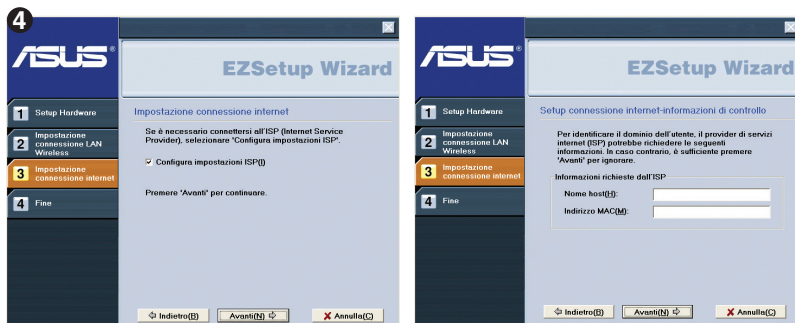 4
ASUS®
EZSetup Wizard
1 Setup Hardware
2 Impostazione
connessione LAN
Wireless
3 Impostazione
connessione internet
4 Fine
Impostazione connessione internet
Se è necessario connettersi all'ISP (Internet Service
Provider), selezionare 'Configura impostazioni ISP'.
Configura impostazioni ISP(I)
Premere 'Avanti' per continuare.
Indietro(B)
Avanti(N)
Annulla(C)
ASUS®
EZSetup Wizard
1 Setup Hardware
2 Impostazione
connessione LAN
Wireless
3 Impostazione
connessione internet
4 Fine
Setup connessione internet-informazioni di controllo
Per identificare il dominio dell'utente, il provider di servizi
internet (ISP) potrebbe richiedere le seguenti
informazioni. In caso contrario, è sufficiente premere
'Avanti' per ignorare.
Informazioni richieste dall'ISP
Nome host(H):
Indirizzo MAC(M):
Indietro(B)
Avanti(N)
Annulla(C)